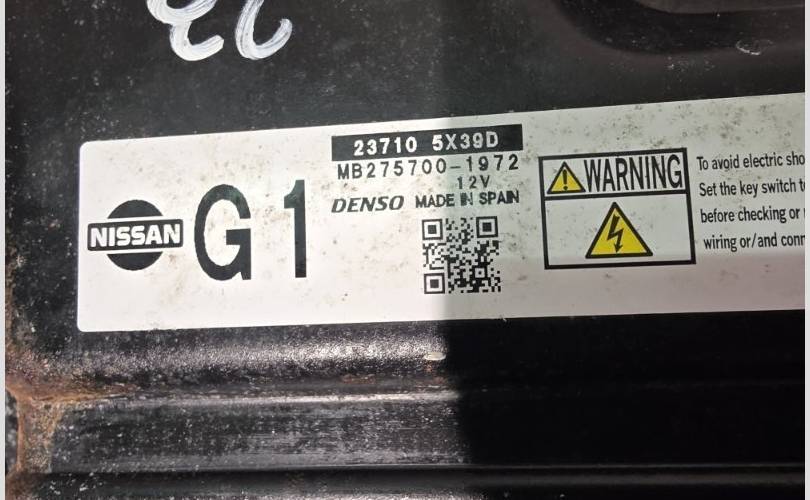 22
23710 5X39D
MB275700-1972
12V
DENSO MADE IN SPAIN
NISSAN
G1
WARNING
To avoid electric sho
Set the key switch t
before checking or
wiring or/and conn